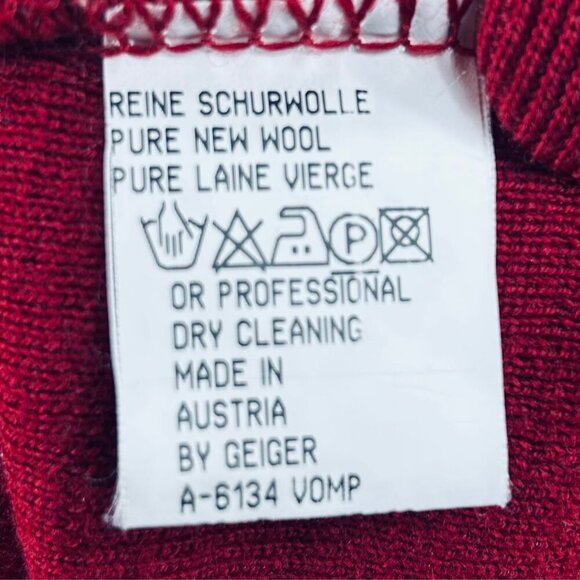 REINE SCHURWOLLE
PURE NEW WOOL
PURE LAINE VIERGE
P
OR PROFESSIONAL
DRY CLEANING
MADE IN
AUSTRIA
BY GEIGER
A-6134 VOMP